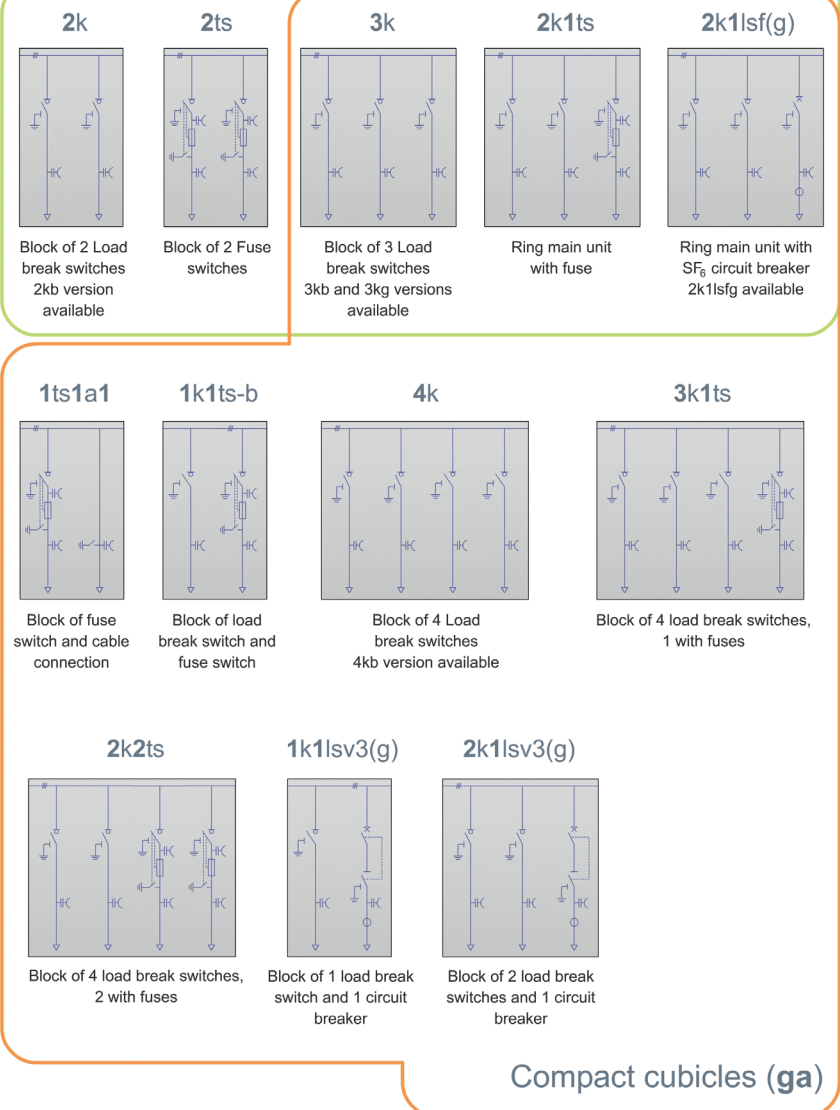 2k
2ts
3k
2k1ts
2k1lsf(g)
Block of 2 Load
break switches
2kb version
available
Block of 2 Fuse
switches
Block of 3 Load
break switches
3kb and 3kg versions
available
Ring main unit
with fuse
Ring main unit with
SF₆ circuit breaker
2k1lsfg available
1ts1a1
1k1ts-b
4k
3k1ts
Block of fuse
switch and cable
connection
Block of load
break switch and
fuse switch
Block of 4 Load
break switches
4kb version available
Block of 4 load break switches,
1 with fuses
2k2ts
1k1lsv3(g)
2k1lsv3(g)
Block of 4 load break switches,
2 with fuses
Block of 1 load break
switch and 1 circuit
breaker
Block of 2 load break
switches and 1 circuit
breaker
Compact cubicles (ga)